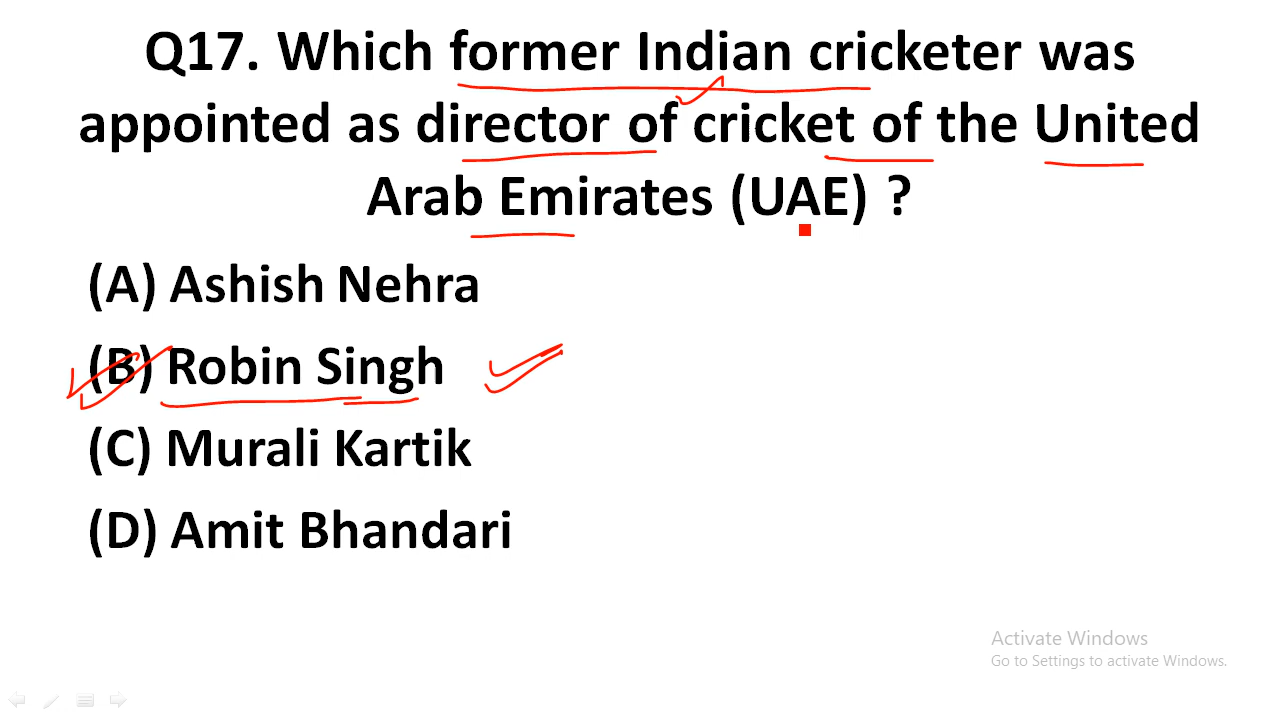 Q17. Which former Indian cricketer was
appointed as director of cricket of the United
Arab Emirates (UAE) ?
(A) Ashish Nehra
(B) Robin Singh
(C) Murali Kartik
(D) Amit Bhandari
Activate Windows
Go to Settings to activate Windows.